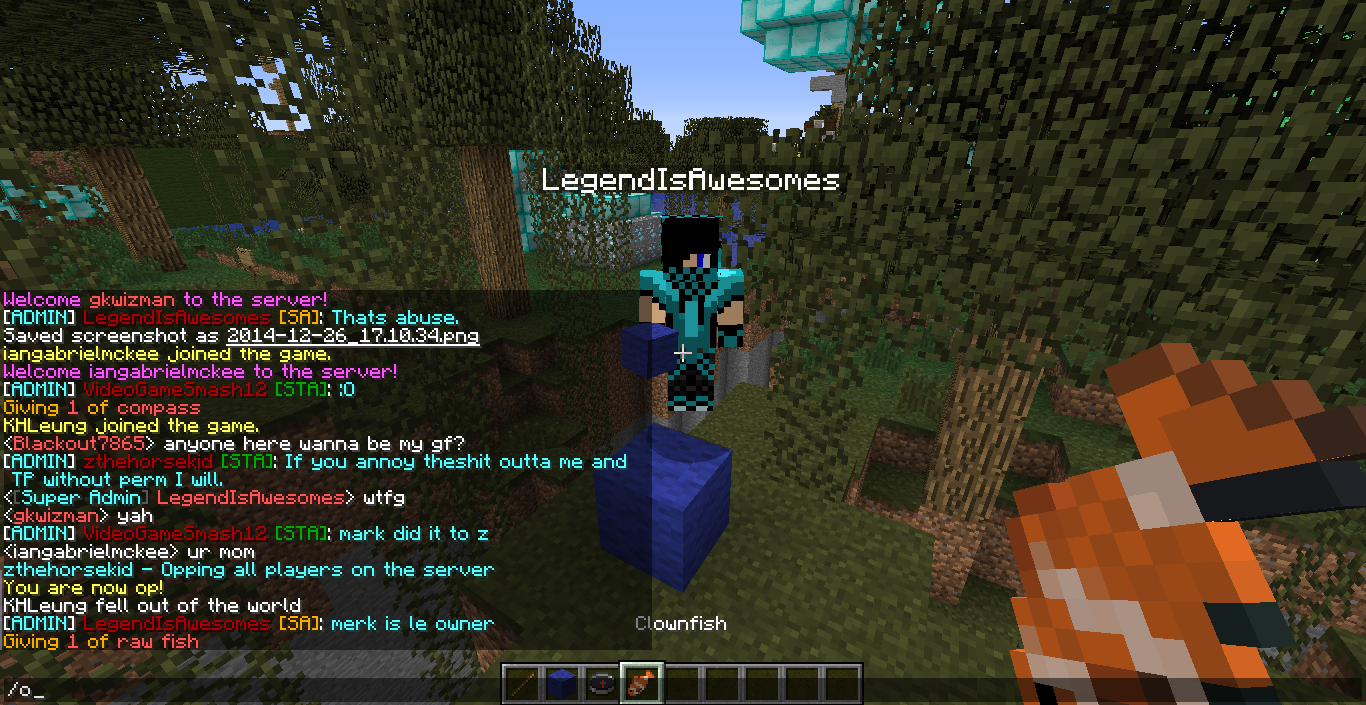 LegendIsAwesomes
Welcome gkwizman to the server!
[ADMIN] LegendIsAwesomes [SA]: Thats abuse.
Saved screenshot as 2014-12-26_17.10.34.png
iangabrielmckee joined the game.
Welcome iangabrielmckee to the server!
[ADMIN] VideoGameSmash12 [STA]: :O
Giving 1 of compass
KHLeung joined the game.
<Blackout7865> anyone here wanna be my gf?
[ADMIN] zthehorsekid [STA]: If you annoy theshit outta me and
TP without perm I will.
<[Super Admin] LegendIsAwesomes> wtfg
<gkwizman> yah
[ADMIN] VideoGameSmash12 [STA]: mark did it to z
<iangabrielmckee> ur mom
zthehorsekid - Opping all players on the server
You are now op!
KHLeung fell out of the world
[ADMIN] LegendIsAwesomes [SA]: merk is le owner
Clownfish
Giving 1 of raw fish
/o_